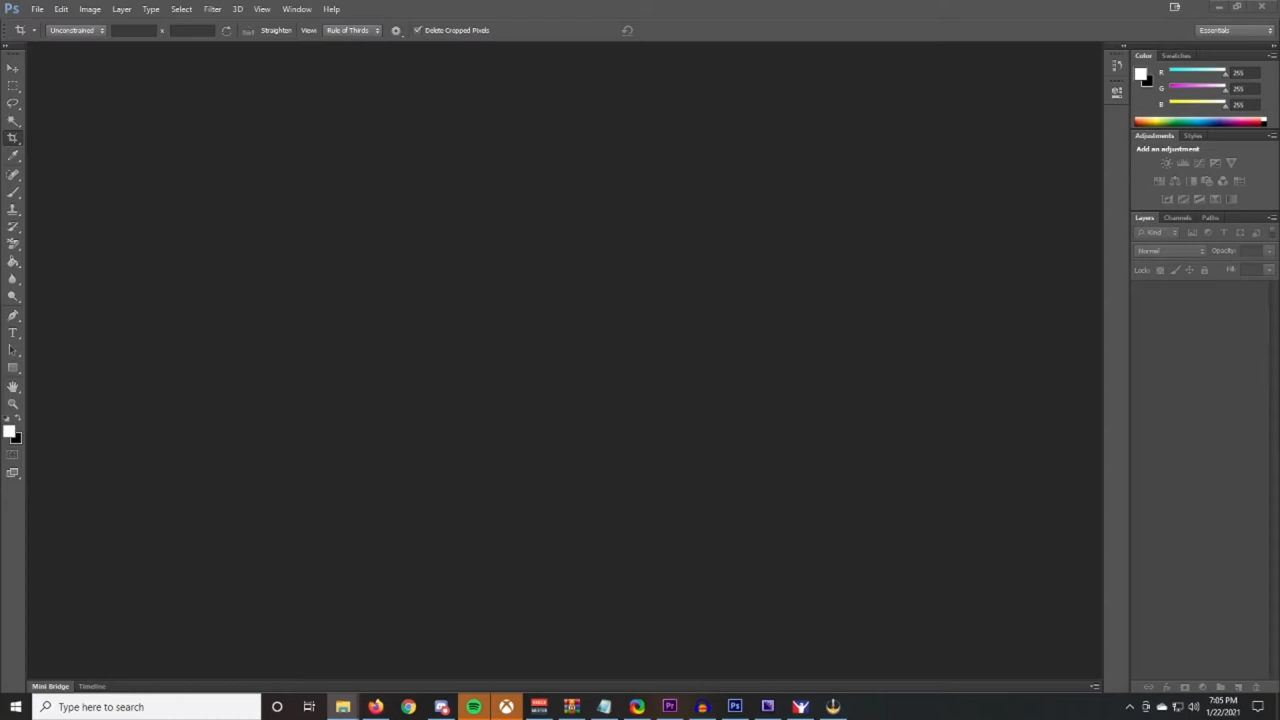 Ps File Edit Image Layer Type Select Filter 3D View Window Help
Unconstrained x Straighten View: Rule of Thirds Delete Cropped Pixels Essentials
Color Swatches
R 255
G 255
B 255
Adjustments Styles
Add an adjustment
Layers Channels Paths
Kind
Normal Opacity:
Lock: Fill:
Mini Bridge Timeline
Type here to search
Pr
Ps
7:05 PM
1/22/2021